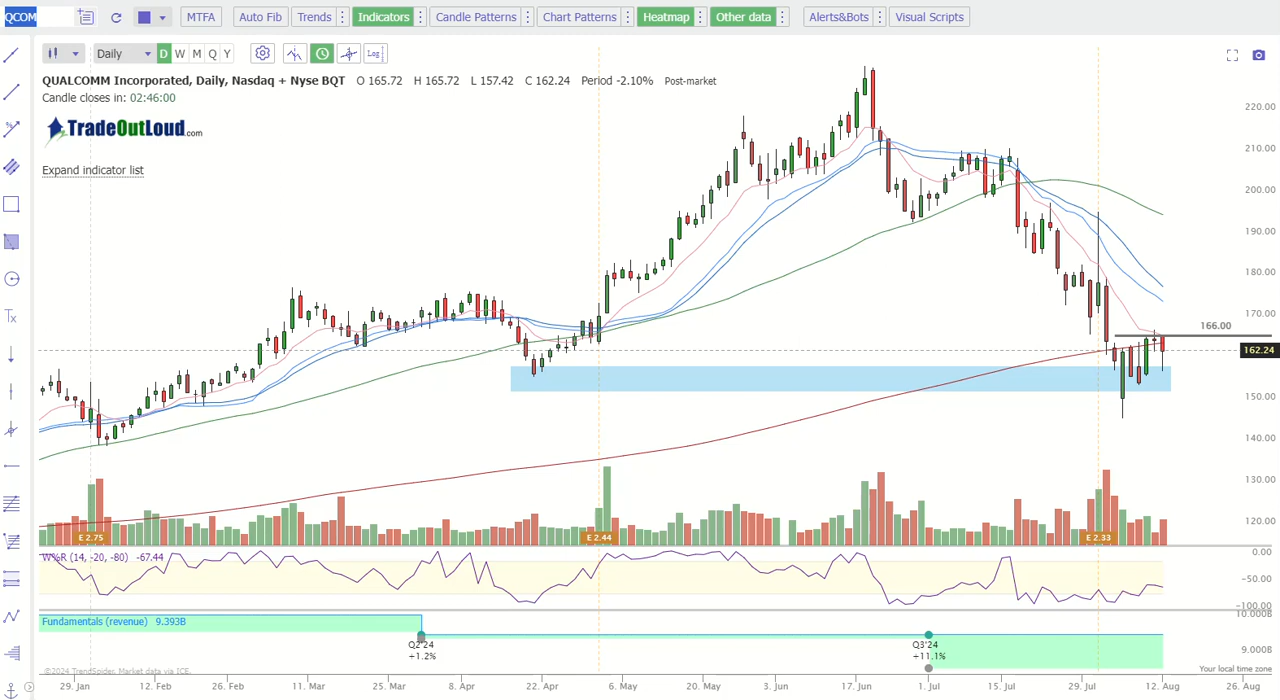 QCOM
MTFA
Auto Fib
Trends
Indicators
Candle Patterns
Chart Patterns
Heatmap
Other data
Alerts&Bots
Visual Scripts
Daily
D W M Q Y
Log
QUALCOMM Incorporated, Daily, Nasdaq + Nyse BQT O 165.72 H 165.72 L 157.42 C 162.24 Period -2.10% Post-market
Candle closes in: 02:46:00
TradeOutLoud.com
Expand indicator list
Tx
220.00
210.00
200.00
190.00
180.00
170.00
166.00
162.24
150.00
140.00
130.00
120.00
E 2.75
E 2.44
E 2.33
W%R (14, -20, -80) -67.44
0.00
-50.00
-100.00
Fundamentals (revenue) 9.393B
10.000B
9.000B
Q2'24
+1.2%
Q3'24
+11.1%
©2024 TrendSpider. Market data via ICE.
Your local time zone
29. Jan
12. Feb
26. Feb
11. Mar
25. Mar
8. Apr
22. Apr
6. May
20. May
3. Jun
17. Jun
1. Jul
15. Jul
29. Jul
12. Aug
26. Aug